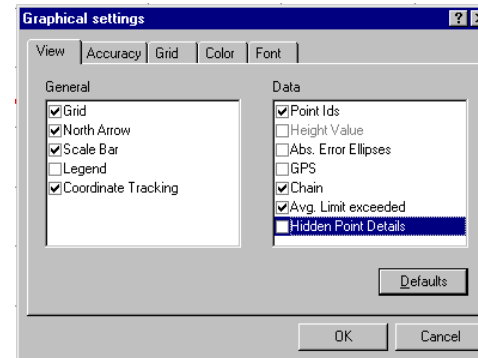 Graphical settings
View Accuracy Grid Color Font
General
Grid
North Arrow
Scale Bar
Legend
Coordinate Tracking
Data
Point Ids
Height Value
Abs. Error Ellipses
GPS
Chain
Avg. Limit exceeded
Hidden Point Details
Defaults
OK Cancel